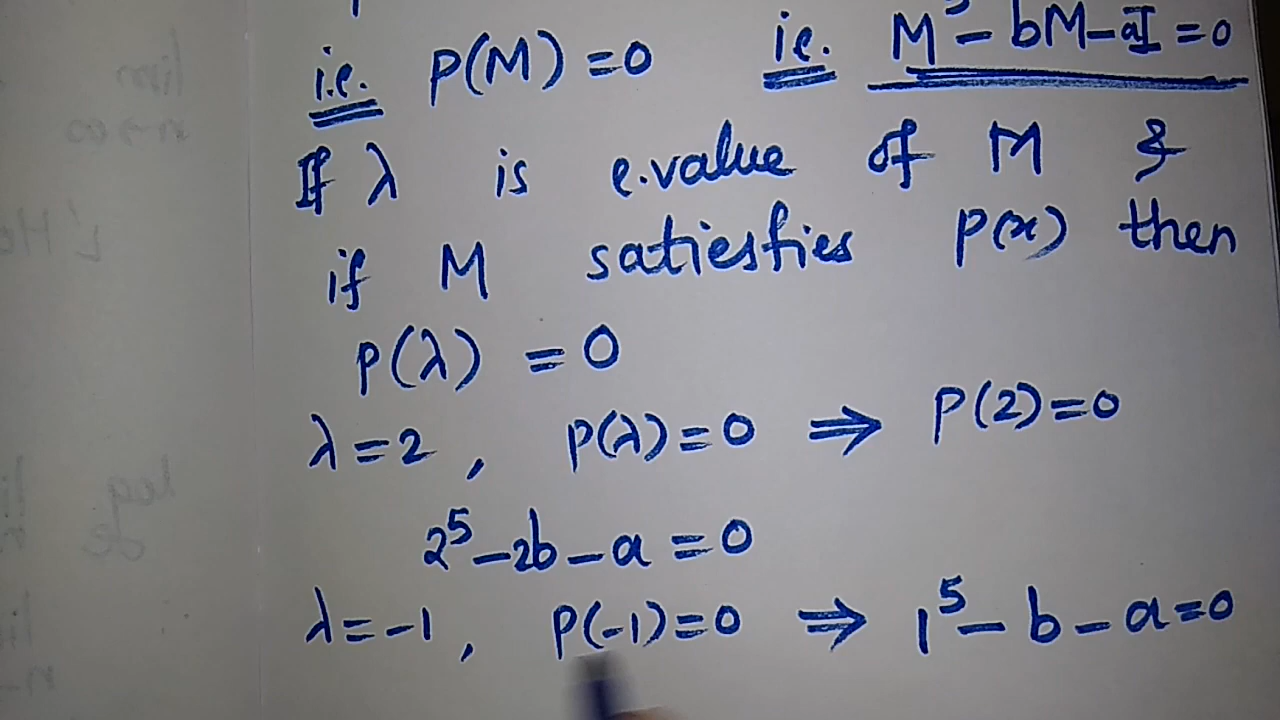 i.e. P(M)=0 ie. M⁵-bM-aI=0
If λ is e.value of M &
if M satiesfies P(x) then
P(λ) = 0
λ=2, P(λ)=0 ⇒ P(2)=0
2⁵-2b-a=0
λ=-1, P(-1)=0 ⇒ 1⁵-b-a=0